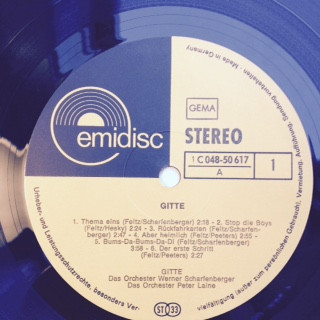 emidisc
GEMA
STEREO
1 C 048-50 617
A
1
GITTE
1. Thema eins (Feltz/Scharfenberger) 2:18 - 2. Stop die Boys
(Feltz/Hesky) 2:24 - 3. Rückfahrkarten (Feltz/Scharfen-
berger) 2:47 - 4. Aber heimlich (Feltz/Peeters) 2:55 -
5. Bums-Da-Bums-Da-Di (Feltz/Scharfenberger)
3:58 - 6. Der erste Schritt
(Feltz/Peeters) 2:27
GITTE
Das Orchester Werner Scharfenberger
Das Orchester Peter Laine
ST 33
Urheber- und Leistungsschutzrechte, besonders Ver-
vielfältigung (außer zum persönlichen Gebrauch), Vermietung, Aufführung, Sendung vorbehalten · Made in Germany